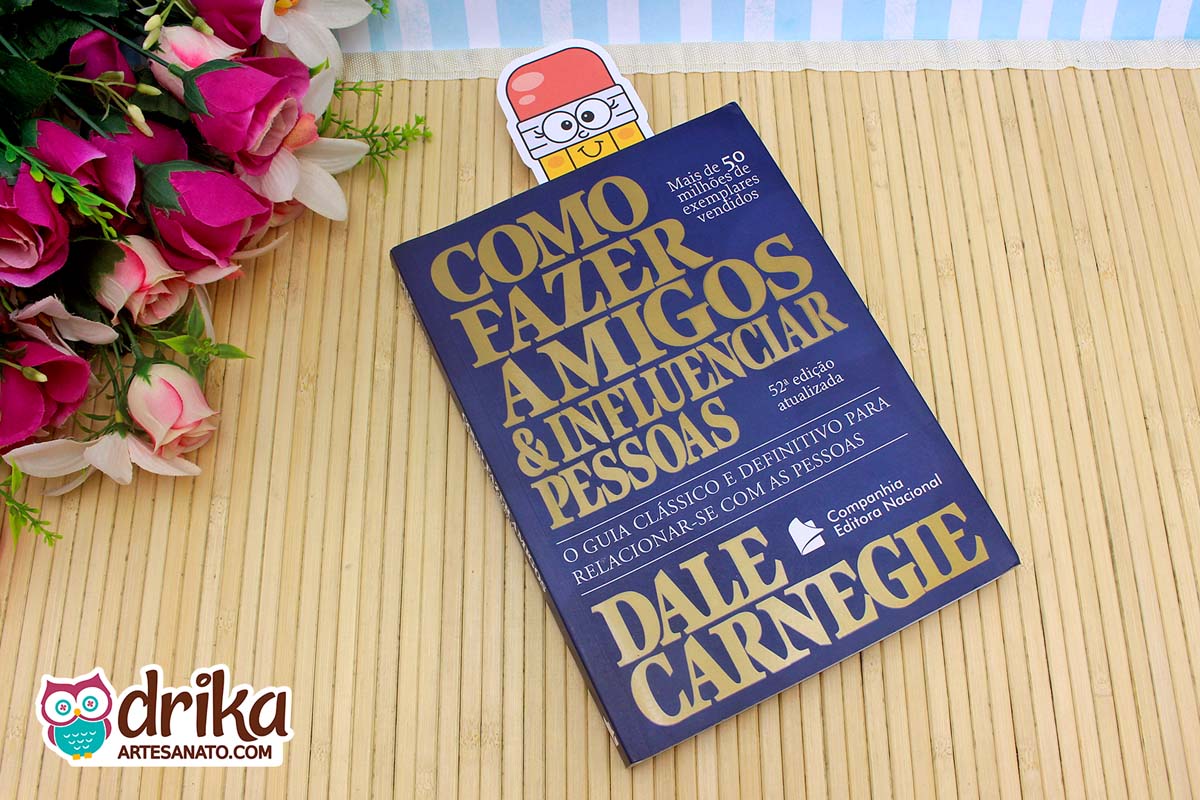 Mais de 50
milhões de
exemplares
vendidos
COMO
FAZER
AMIGOS
& INFLUENCIAR
PESSOAS
52ª edição
atualizada
O GUIA CLÁSSICO E DEFINITIVO PARA
RELACIONAR-SE COM AS PESSOAS
Companhia
Editora Nacional
DALE
CARNEGIE
drika
ARTESANATO.COM